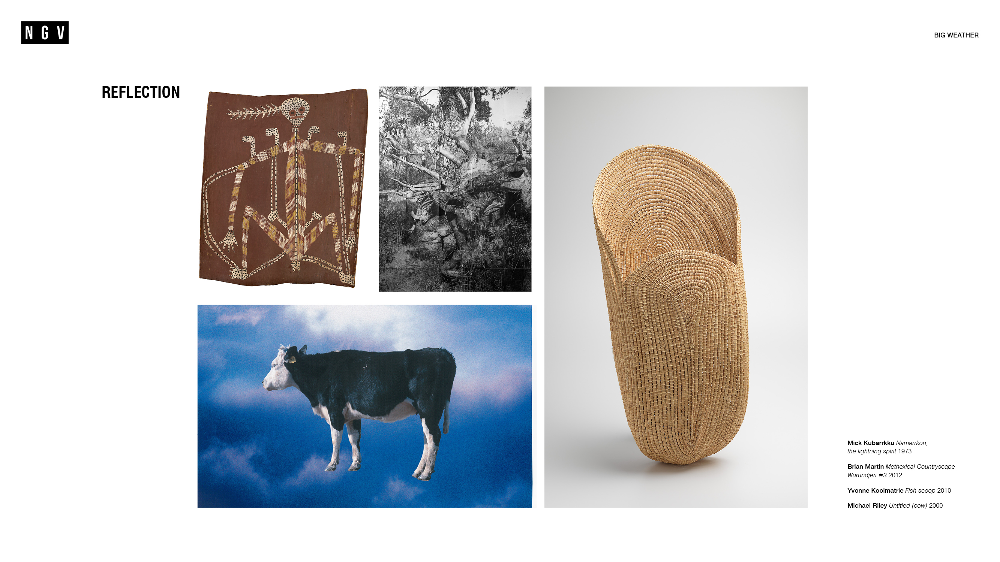 NGV
BIG WEATHER
REFLECTION
Mick Kubarrkku Namarrkon,
the lightning spirit 1973
Brian Martin Methexical Countryscape
Wurundjeri #3 2012
Yvonne Koolmatrie Fish scoop 2010
Michael Riley Untitled (cow) 2000